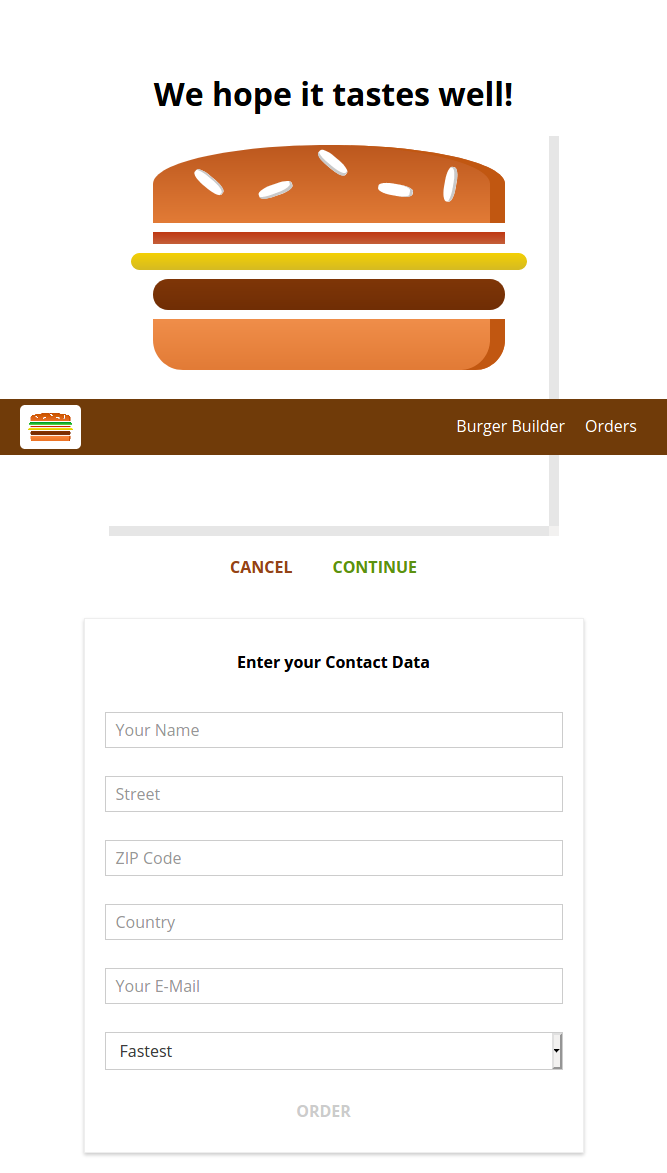 We hope it tastes well!
Burger Builder Orders
CANCEL CONTINUE
Enter your Contact Data
Your Name
Street
ZIP Code
Country
Your E-Mail
Fastest
ORDER